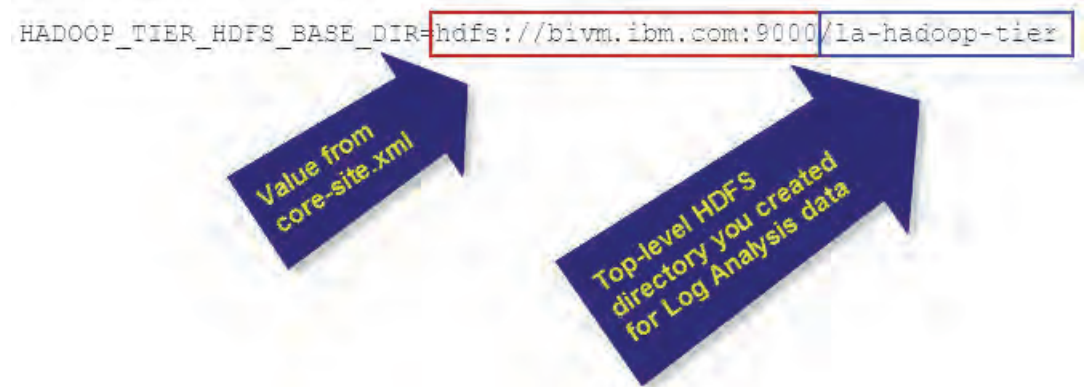 HADOOP_TIER_HDFS_BASE_DIR=hdfs://bivm.ibm.com:9000/la-hadoop-tier
Value from
core-site.xml
Top-level HDFS
directory you created
for Log Analysis data